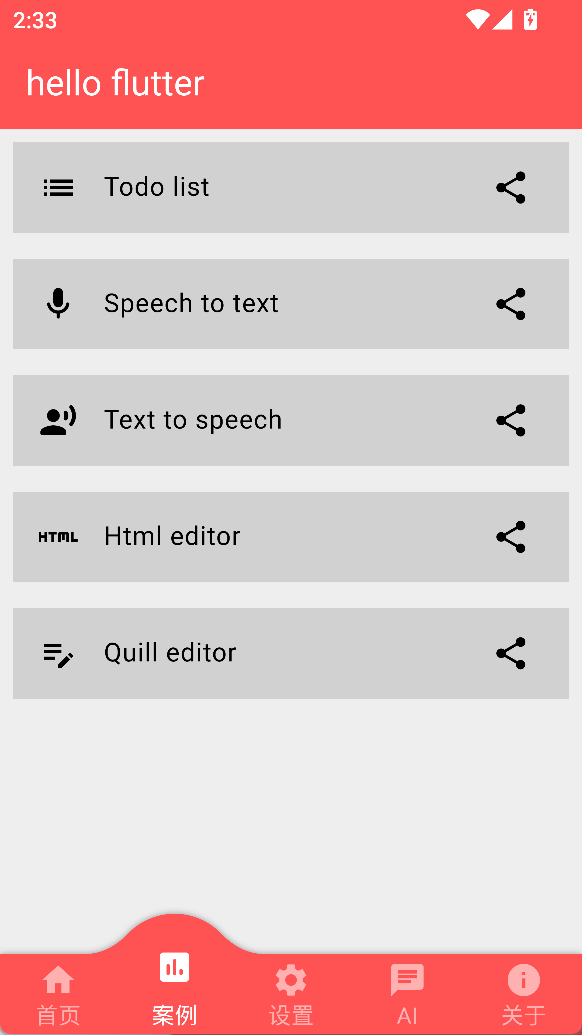 2:33
hello flutter
Todo list
Speech to text
Text to speech
HTML Html editor
Quill editor
首页 案例 设置 AI 关于